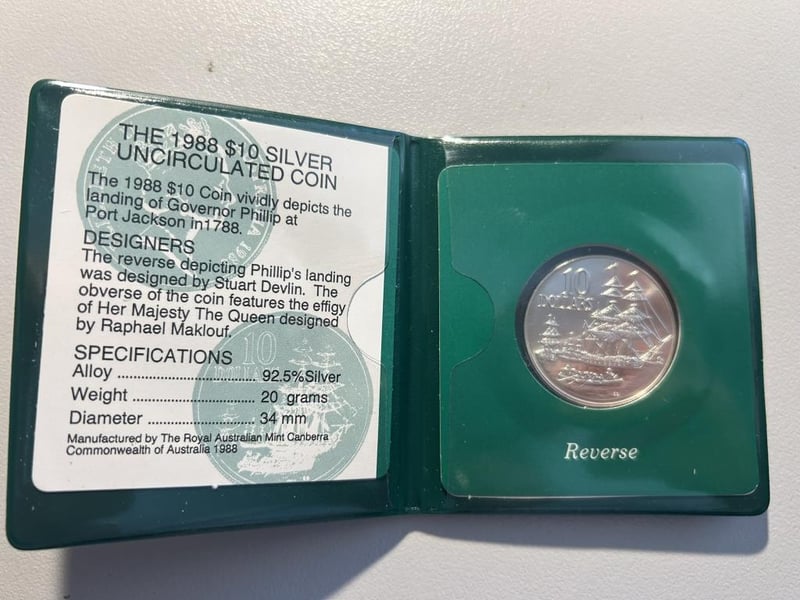 THE 1988 $10 SILVER
UNCIRCULATED COIN
The 1988 $10 Coin vividly depicts the
landing of Governor Phillip at
Port Jackson in1788.
DESIGNERS
The reverse depicting Phillip's landing
was designed by Stuart Devlin. The
obverse of the coin features the effigy
of Her Majesty The Queen designed
by Raphael Maklouf.
SPECIFICATIONS
Alloy ................................. 92.5%Silver
Weight ............................. 20 grams
Diameter ......................... 34 mm
Manufactured by The Royal Australian Mint Canberra
Commonwealth of Australia 1988
10
DOLLARS
10
DOLLARS
Reverse